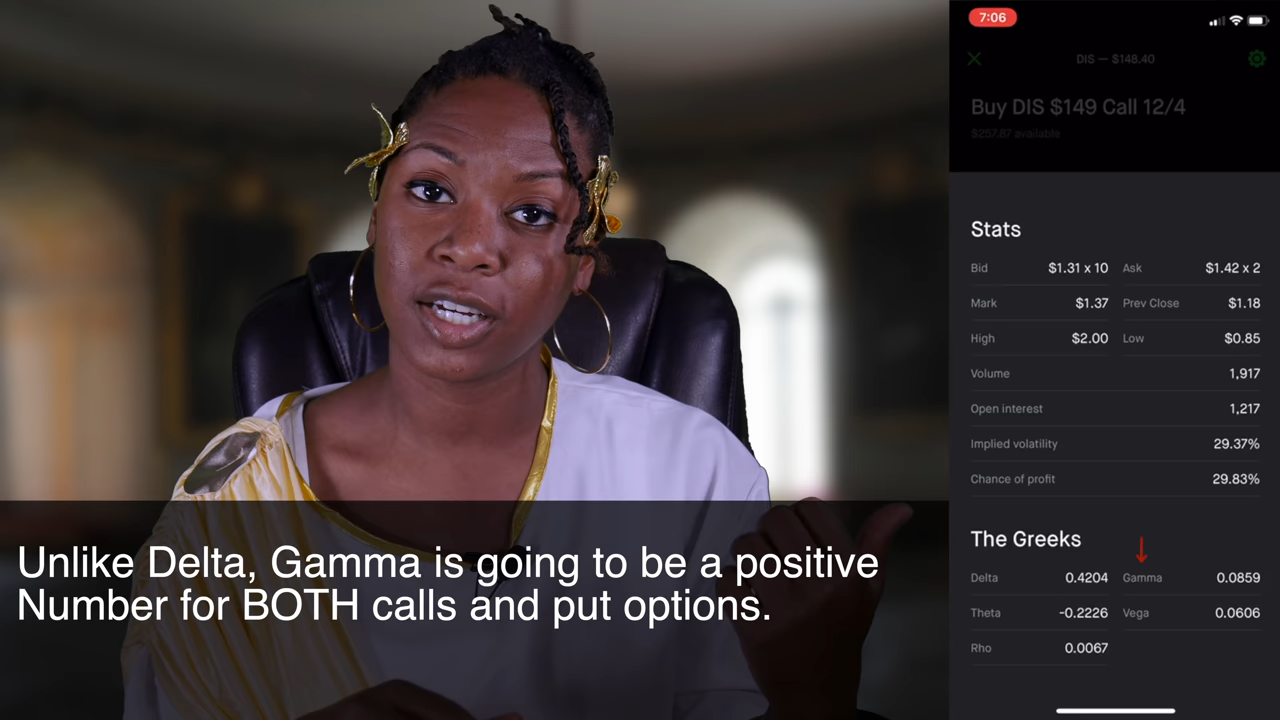 7:06
DIS — $148.40
Buy DIS $149 Call 12/4
$257.87 available
Stats
Bid $1.31 x 10 Ask $1.42 x 2
Mark $1.37 Prev Close $1.18
High $2.00 Low $0.85
Volume 1,917
Open interest 1,217
Implied volatility 29.37%
Chance of profit 29.83%
The Greeks
Delta 0.4204 Gamma 0.0859
Theta -0.2226 Vega 0.0606
Rho 0.0067
Unlike Delta, Gamma is going to be a positive
Number for BOTH calls and put options.